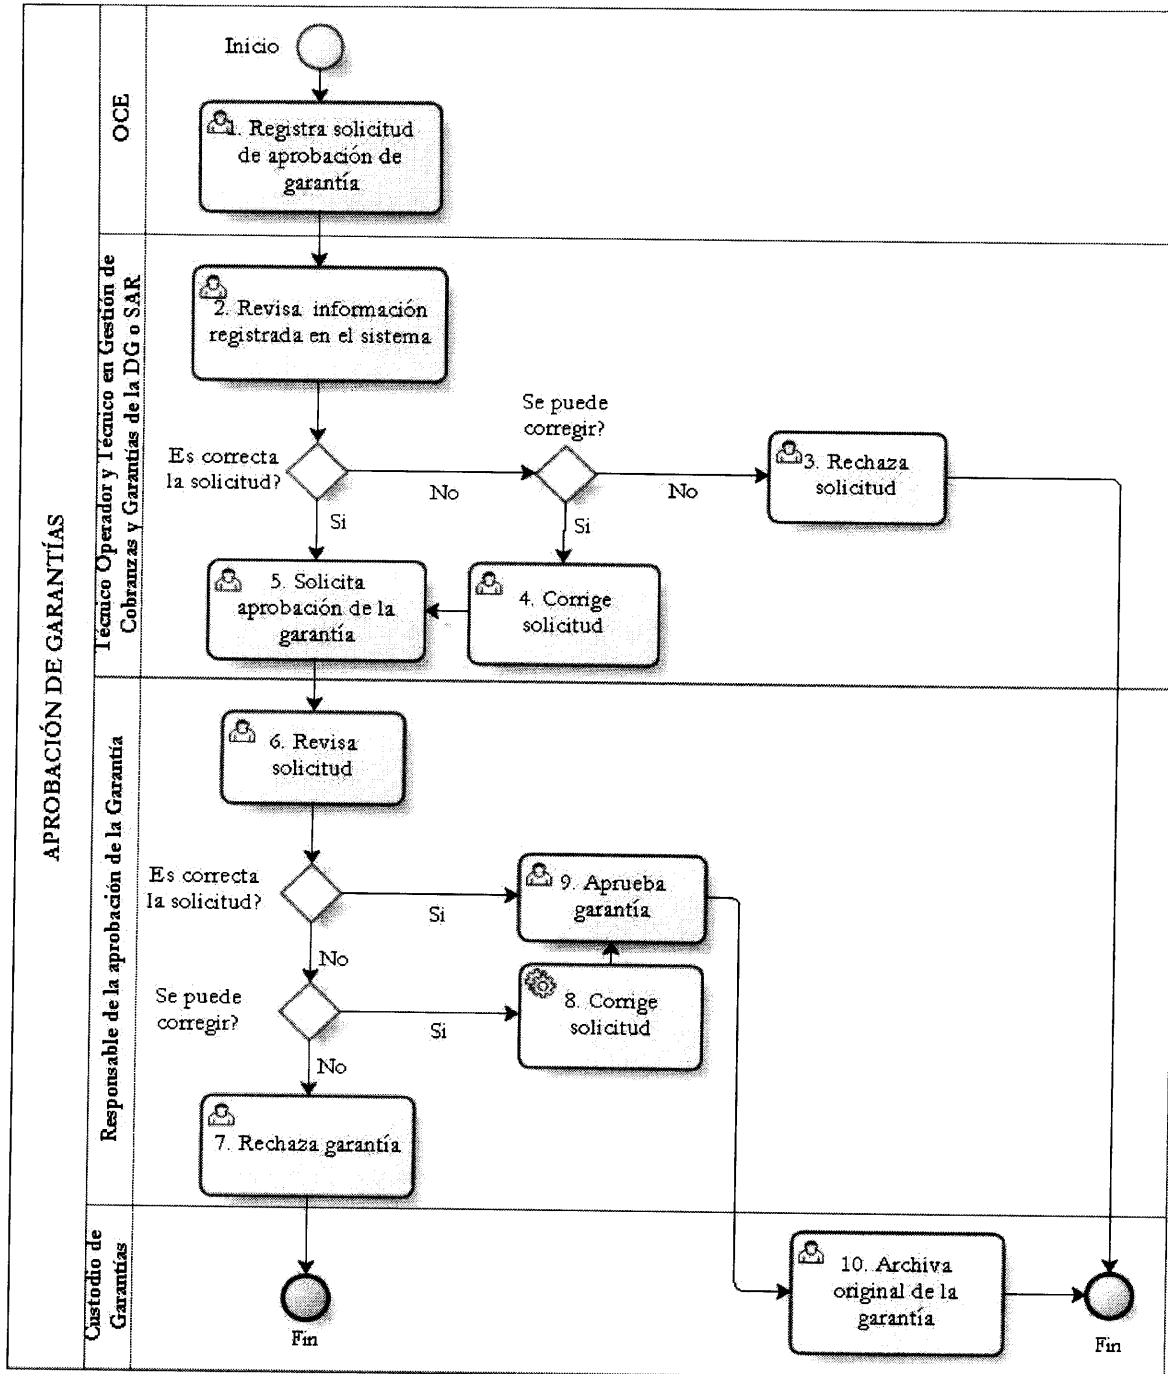 APROBACIÓN DE GARANTÍAS
OCE
Inicio
1. Registra solicitud
de aprobación de
garantía
Técnico Operador y Técnico en Gestión de
Cobranzas y Garantías de la DG o SAR
2. Revisa información
registrada en el sistema
Es correcta
la solicitud?
No
Se puede
corregir?
No
3. Rechaza
solicitud
Si
Si
5. Solicita
aprobación de la
garantía
4. Corrige
solicitud
Responsable de la aprobación de la Garantía
6. Revisa
solicitud
Es correcta
la solicitud?
Si
9. Aprueba
garantía
No
Se puede
corregir?
Si
8. Corrige
solicitud
No
7. Rechaza garantía
Custodio de
Garantías
Fin
10. Archiva
original de la
garantía
Fin